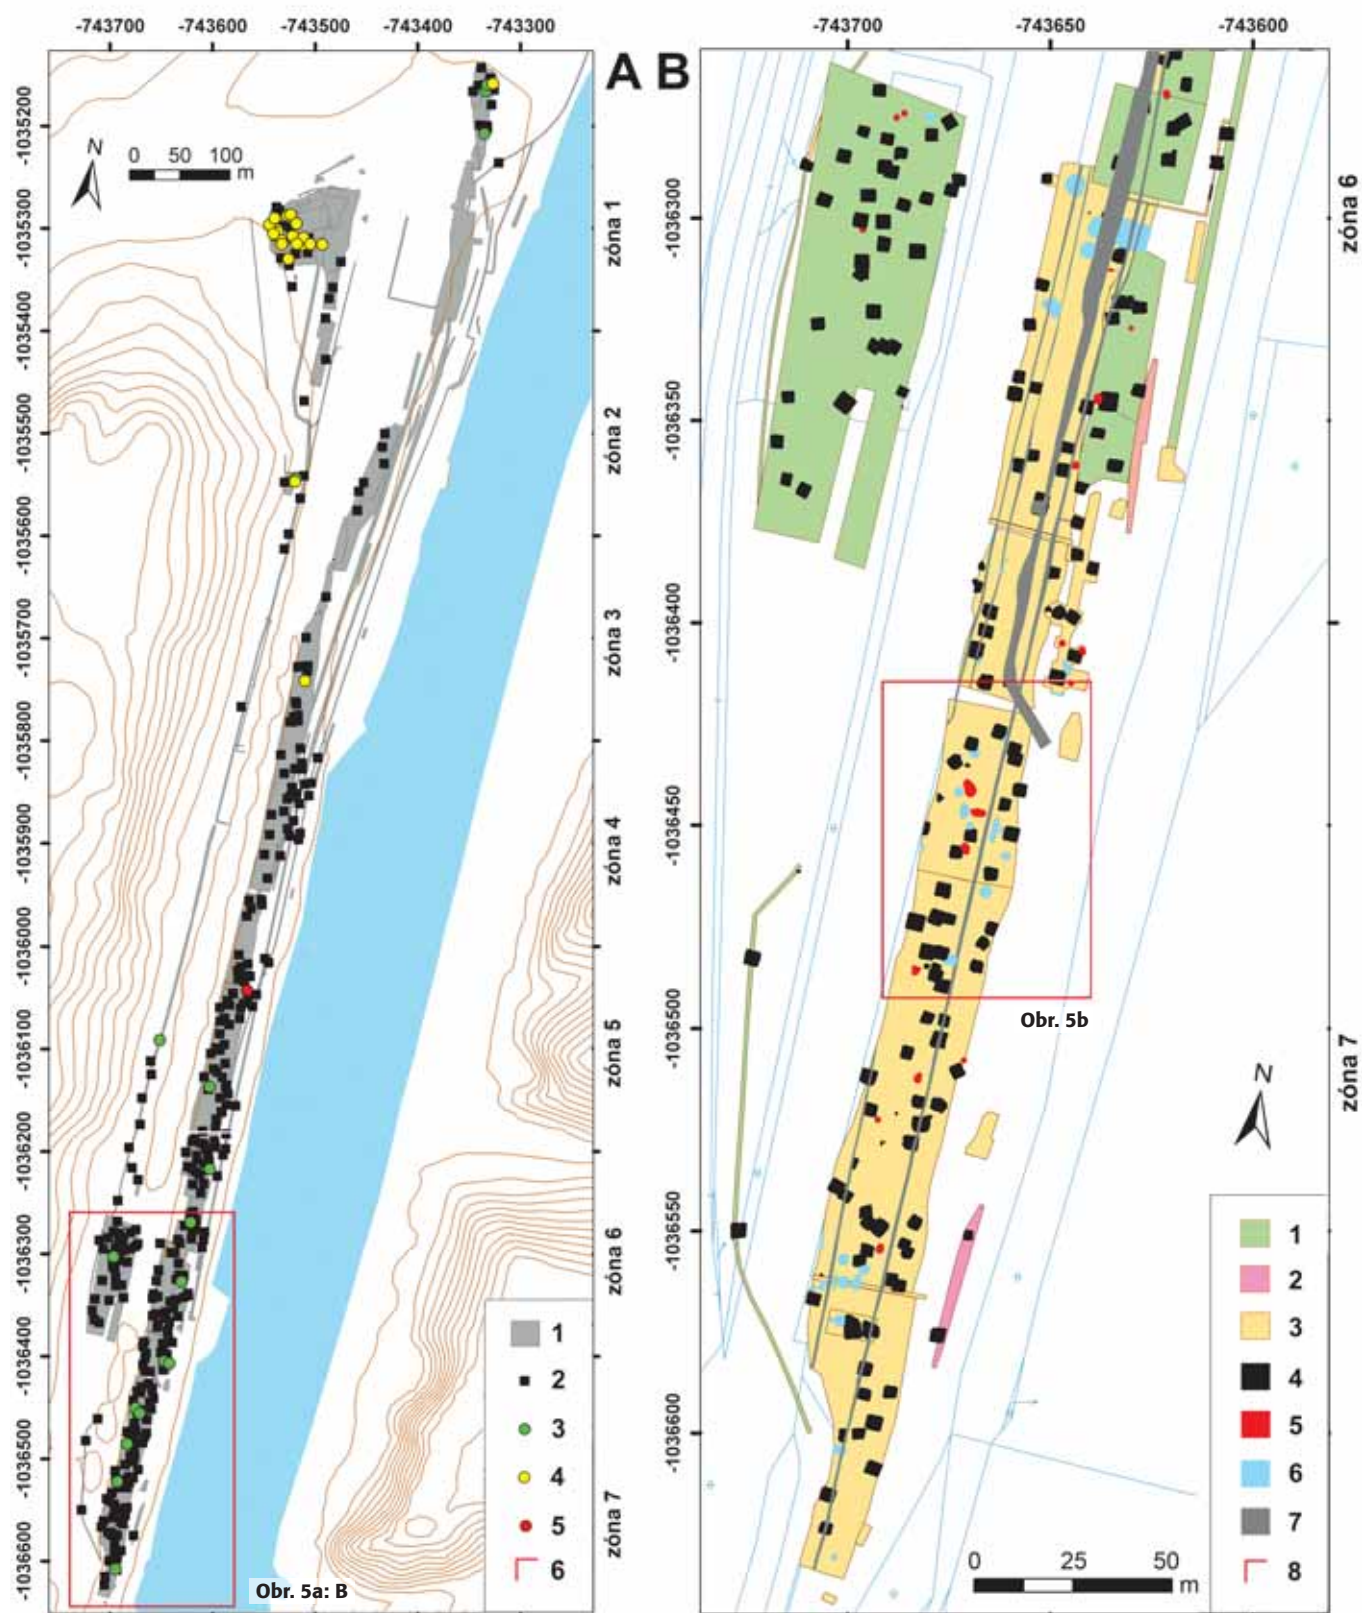 -743700 -743600 -743500 -743400 -743300
A B
-743700 -743650 -743600
-1035200
-1035300
-1035400
-1035500
-1035600
-1035700
-1035800
-1035900
-1036000
-1036100
-1036200
-1036300
-1036400
-1036500
-1036600
N
0 50 100 m
zóna 1
zóna 2
zóna 3
zóna 4
zóna 5
zóna 6
zóna 7
1
2
3
4
5
6
Obr. 5a: B
-1036300
-1036350
-1036400
-1036450
-1036500
-1036550
-1036600
zóna 6
zóna 7
Obr. 5b
N
1
2
3
4
5
6
7
8
0 25 50 m